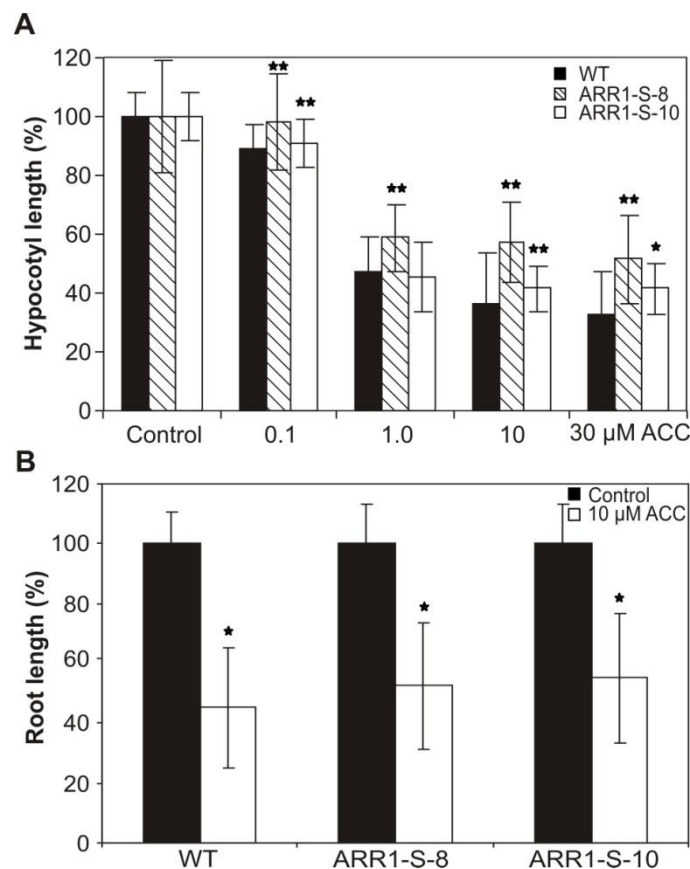 A
Hypocotyl length (%)
120
100
80
60
40
20
0
WT
ARR1-S-8
ARR1-S-10
★★
★★
★★
★★
★★
★★
★
Control 0.1 1.0 10 30 µM ACC
B
Root length (%)
120
100
80
60
40
20
0
Control
10 µM ACC
★
★
★
WT ARR1-S-8 ARR1-S-10